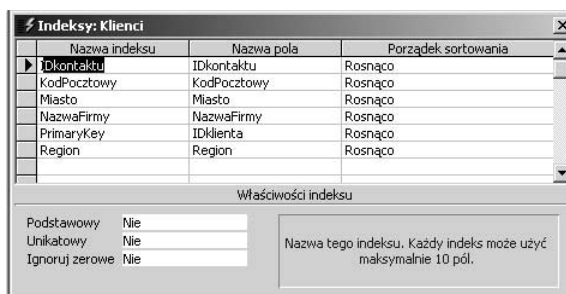 Indeksy: Klienci
Nazwa indeksu Nazwa pola Porządek sortowania
IDkontaktu IDkontaktu Rosnąco
KodPocztowy KodPocztowy Rosnąco
Miasto Miasto Rosnąco
NazwaFirmy NazwaFirmy Rosnąco
PrimaryKey IDklienta Rosnąco
Region Region Rosnąco
Właściwości indeksu
Podstawowy Nie
Unikatowy Nie
Ignoruj zerowe Nie
Nazwa tego indeksu. Każdy indeks może użyć
maksymalnie 10 pól.